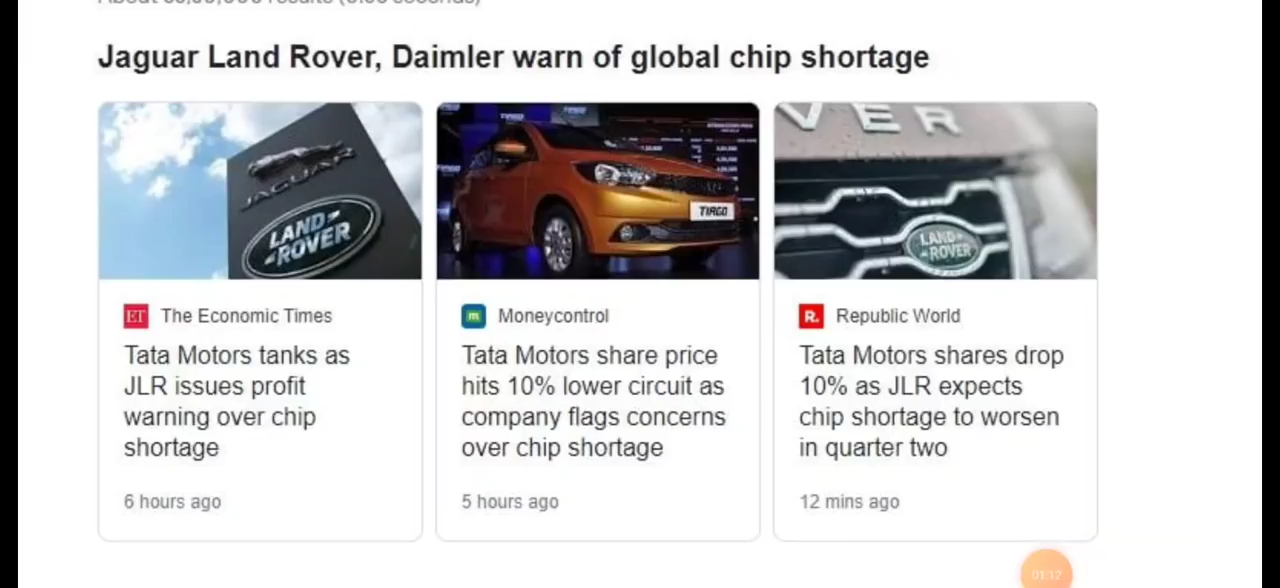 Jaguar Land Rover, Daimler warn of global chip shortage
JAGUAR
LAND
ROVER
TIAGO
TIAGO
VER
LAND
ROVER
ET The Economic Times
Tata Motors tanks as
JLR issues profit
warning over chip
shortage
6 hours ago
m Moneycontrol
Tata Motors share price
hits 10% lower circuit as
company flags concerns
over chip shortage
5 hours ago
R. Republic World
Tata Motors shares drop
10% as JLR expects
chip shortage to worsen
in quarter two
12 mins ago
01:12